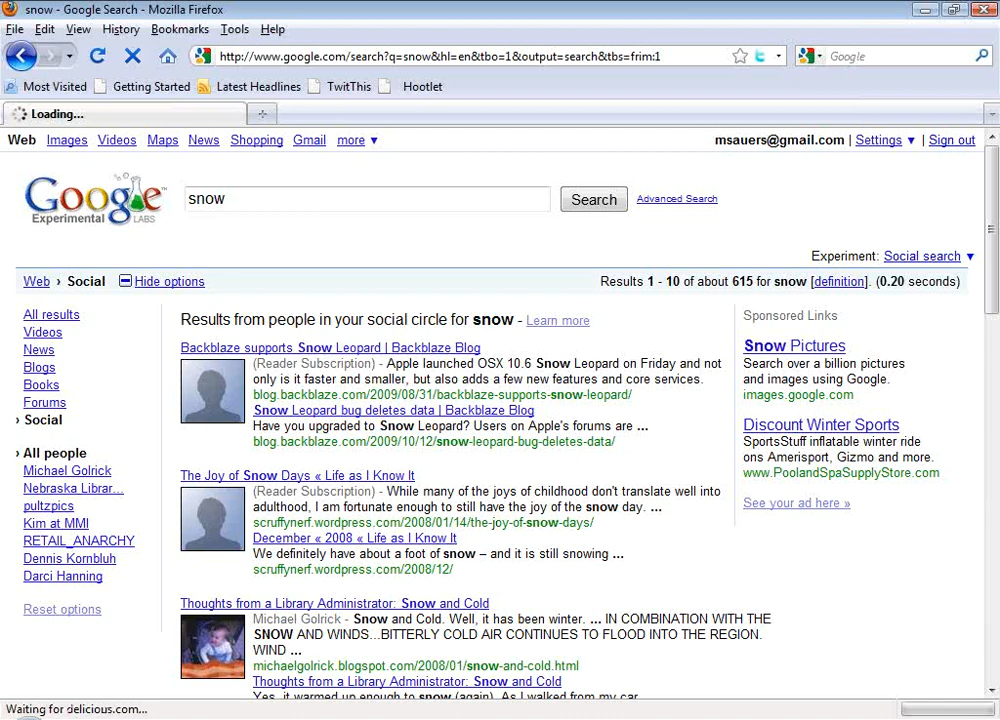 snow - Google Search - Mozilla Firefox
File Edit View History Bookmarks Tools Help
http://www.google.com/search?q=snow&hl=en&tbo=1&output=search&tbs=frim:1
Google
Most Visited Getting Started Latest Headlines TwitThis Hootlet
Loading...
Web Images Videos Maps News Shopping Gmail more ▼
msauers@gmail.com | Settings ▼ | Sign out
Google
Experimental LABS
snow
Search
Advanced Search
Experiment: Social search ▼
Web › Social Hide options
Results 1 - 10 of about 615 for snow [definition]. (0.20 seconds)
All results
Videos
News
Blogs
Books
Forums
› Social
› All people
Michael Golrick
Nebraska Librar...
pultzpics
Kim at MMI
RETAIL_ANARCHY
Dennis Kornbluh
Darci Hanning
Reset options
Results from people in your social circle for snow - Learn more
Backblaze supports Snow Leopard | Backblaze Blog
(Reader Subscription) - Apple launched OSX 10.6 Snow Leopard on Friday and not
only is it faster and smaller, but also adds a few new features and core services.
blog.backblaze.com/2009/08/31/backblaze-supports-snow-leopard/
Snow Leopard bug deletes data | Backblaze Blog
Have you upgraded to Snow Leopard? Users on Apple's forums are ...
blog.backblaze.com/2009/10/12/snow-leopard-bug-deletes-data/
The Joy of Snow Days « Life as I Know It
(Reader Subscription) - While many of the joys of childhood don't translate well into
adulthood, I am fortunate enough to still have the joy of the snow day. ...
scruffynerf.wordpress.com/2008/01/14/the-joy-of-snow-days/
December « 2008 « Life as I Know It
We definitely have about a foot of snow – and it is still snowing ...
scruffynerf.wordpress.com/2008/12/
Thoughts from a Library Administrator: Snow and Cold
Michael Golrick - Snow and Cold. Well, it has been winter. ... IN COMBINATION WITH THE
SNOW AND WINDS...BITTERLY COLD AIR CONTINUES TO FLOOD INTO THE REGION.
WIND ...
michaelgolrick.blogspot.com/2008/01/snow-and-cold.html
Thoughts from a Library Administrator: Snow and Cold
Yes, it warmed up enough to snow (again). As I walked from my car
Sponsored Links
Snow Pictures
Search over a billion pictures
and images using Google.
images.google.com
Discount Winter Sports
SportsStuff inflatable winter ride
ons Amerisport, Gizmo and more.
www.PoolandSpaSupplyStore.com
See your ad here »
Waiting for delicious.com...